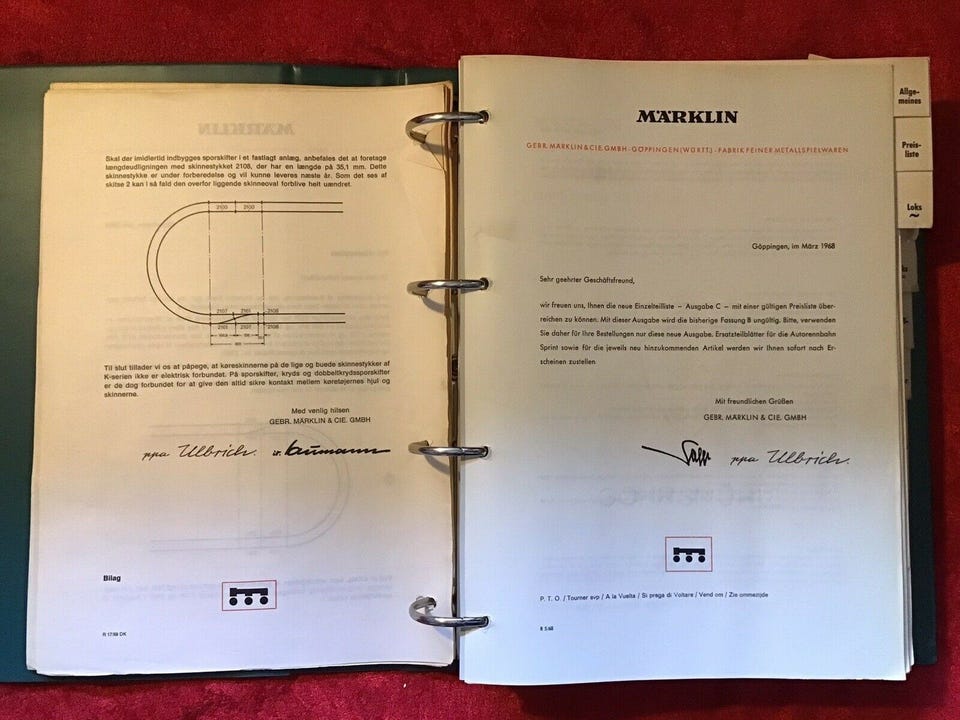 MÄRKLIN
Skal der imidlertid indbygges sporskifter i et fastlagt anlæg, anbefales det at foretage
længdeudligningen med skinnestykket 2108, der har en længde på 35,1 mm. Dette
skinnestykke er under forberedelse og vil kunne leveres næste år. Som det ses af
skitse 2 kan i så fald den overfor liggende skinneoval forblive helt uændret.
2100 2100
2107 2161 2108
2161 2107 2108
Til slut tillader vi os at påpege, at køreskinnerne på de lige og buede skinnestykker af
K-serien ikke er elektrisk forbundet. På sporskifter, kryds og dobbeltkrydssporskifter
er de dog forbundet for at give den altid sikre kontakt mellem køretøjernes hjul og
skinnerne.
Med venlig hilsen
GEBR. MÄRKLIN & CIE. GMBH
ppa Ullbrich. iv. baumann
Bilag
R 17/69 DK
MÄRKLIN
GEBR. MÄRKLIN & CIE. GMBH · GÖPPINGEN (WÜRTT.) · FABRIK FEINER METALLSPIELWAREN
Göppingen, im März 1968
Sehr geehrter Geschäftsfreund,
wir freuen uns, Ihnen die neue Einzelteilliste – Ausgabe C – mit einer gültigen Preisliste über-
reichen zu können. Mit dieser Ausgabe wird die bisherige Fassung B ungültig. Bitte, verwenden
Sie daher für Ihre Bestellungen nur diese neue Ausgabe. Ersatzteilblätter für die Autorennbahn
Sprint sowie für die jeweils neu hinzukommenden Artikel werden wir Ihnen sofort nach Er-
scheinen zustellen.
Mit freundlichen Grüßen
GEBR. MÄRKLIN & CIE. GMBH
ppa Ullbrich.
P. T. O. / Tourner svp / A la Vuelta / Si prega di Voltare / Vend om / Zie ommezijde
R 5/68
Allge-
meines
Preis-
liste
Loks
~